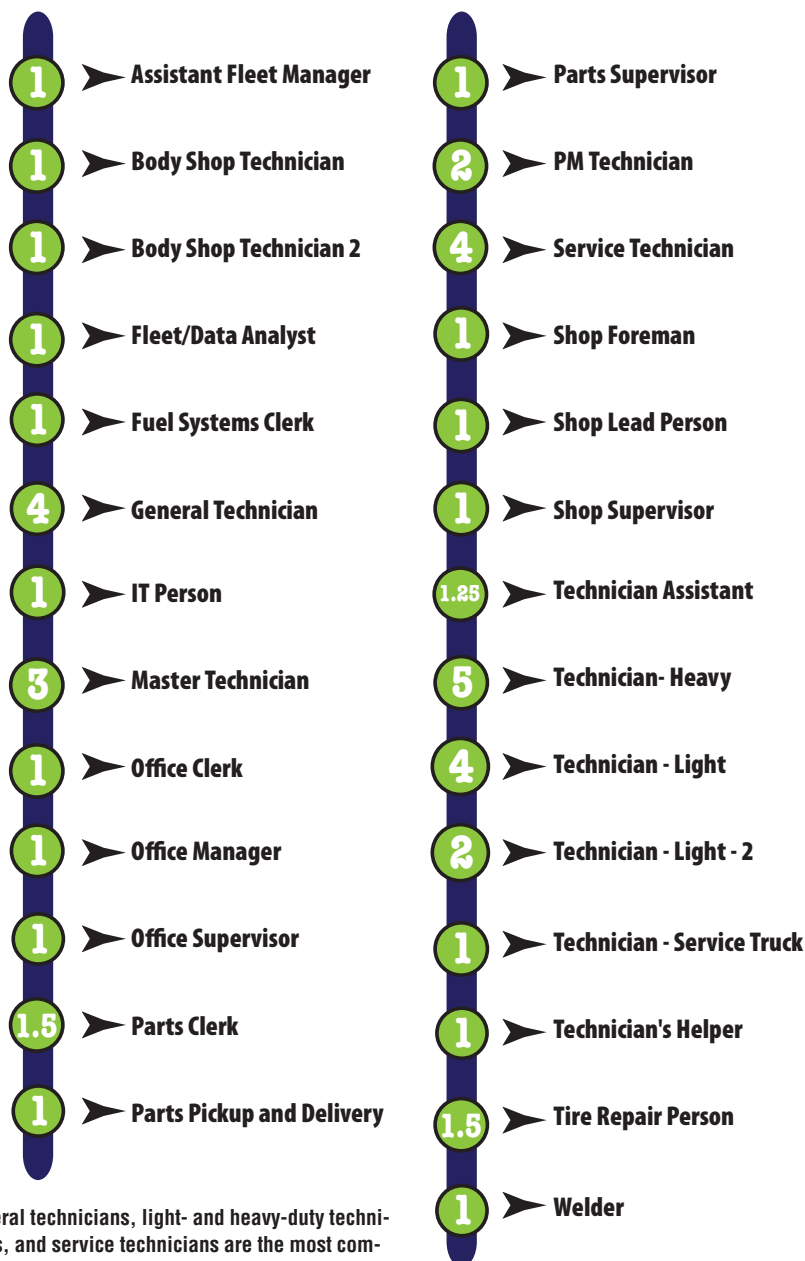 1 Assistant Fleet Manager
1 Body Shop Technician
1 Body Shop Technician 2
1 Fleet/Data Analyst
1 Fuel Systems Clerk
4 General Technician
1 IT Person
3 Master Technician
1 Office Clerk
1 Office Manager
1 Office Supervisor
1.5 Parts Clerk
1 Parts Pickup and Delivery
eral technicians, light- and heavy-duty techni-
s, and service technicians are the most com-
1 Parts Supervisor
2 PM Technician
4 Service Technician
1 Shop Foreman
1 Shop Lead Person
1 Shop Supervisor
1.25 Technician Assistant
5 Technician- Heavy
4 Technician - Light
2 Technician - Light - 2
1 Technician - Service Truck
1 Technician's Helper
1.5 Tire Repair Person
1 Welder